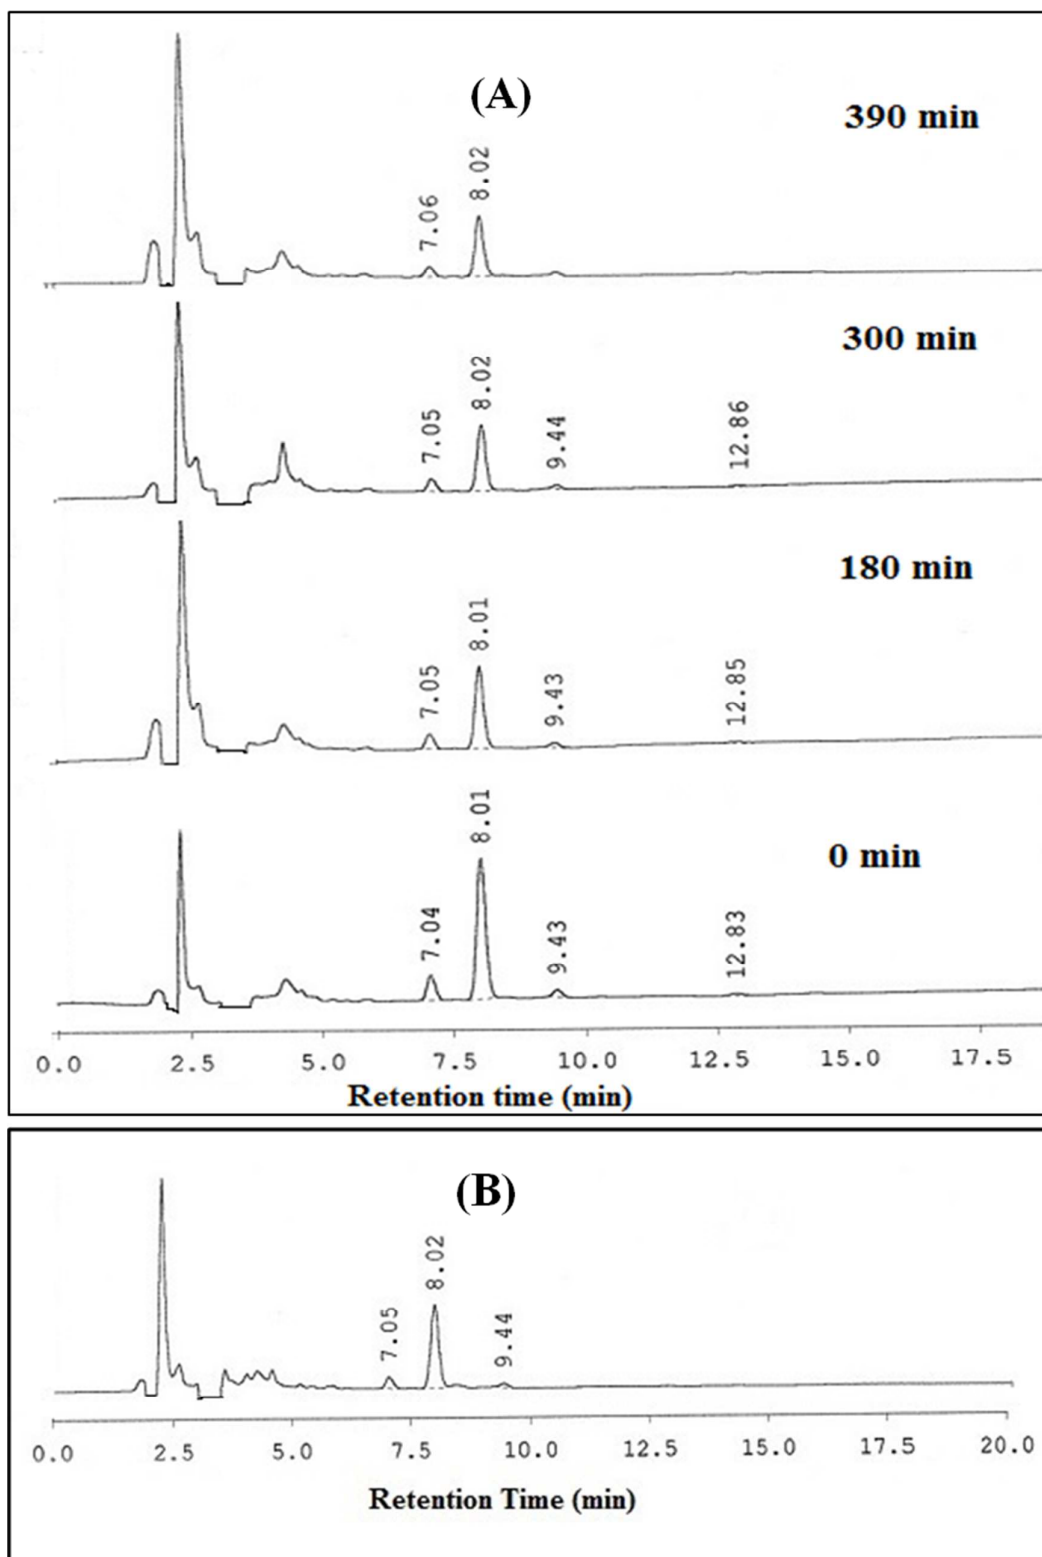 (A)
390 min
7.06
8.02
300 min
7.05
8.02
9.44
12.86
180 min
7.05
8.01
9.43
12.85
0 min
7.04
8.01
9.43
12.83
0.0 2.5 5.0 7.5 10.0 12.5 15.0 17.5
Retention time (min)
(B)
7.05
8.02
9.44
0.0 2.5 5.0 7.5 10.0 12.5 15.0 17.5 20.0
Retention Time (min)